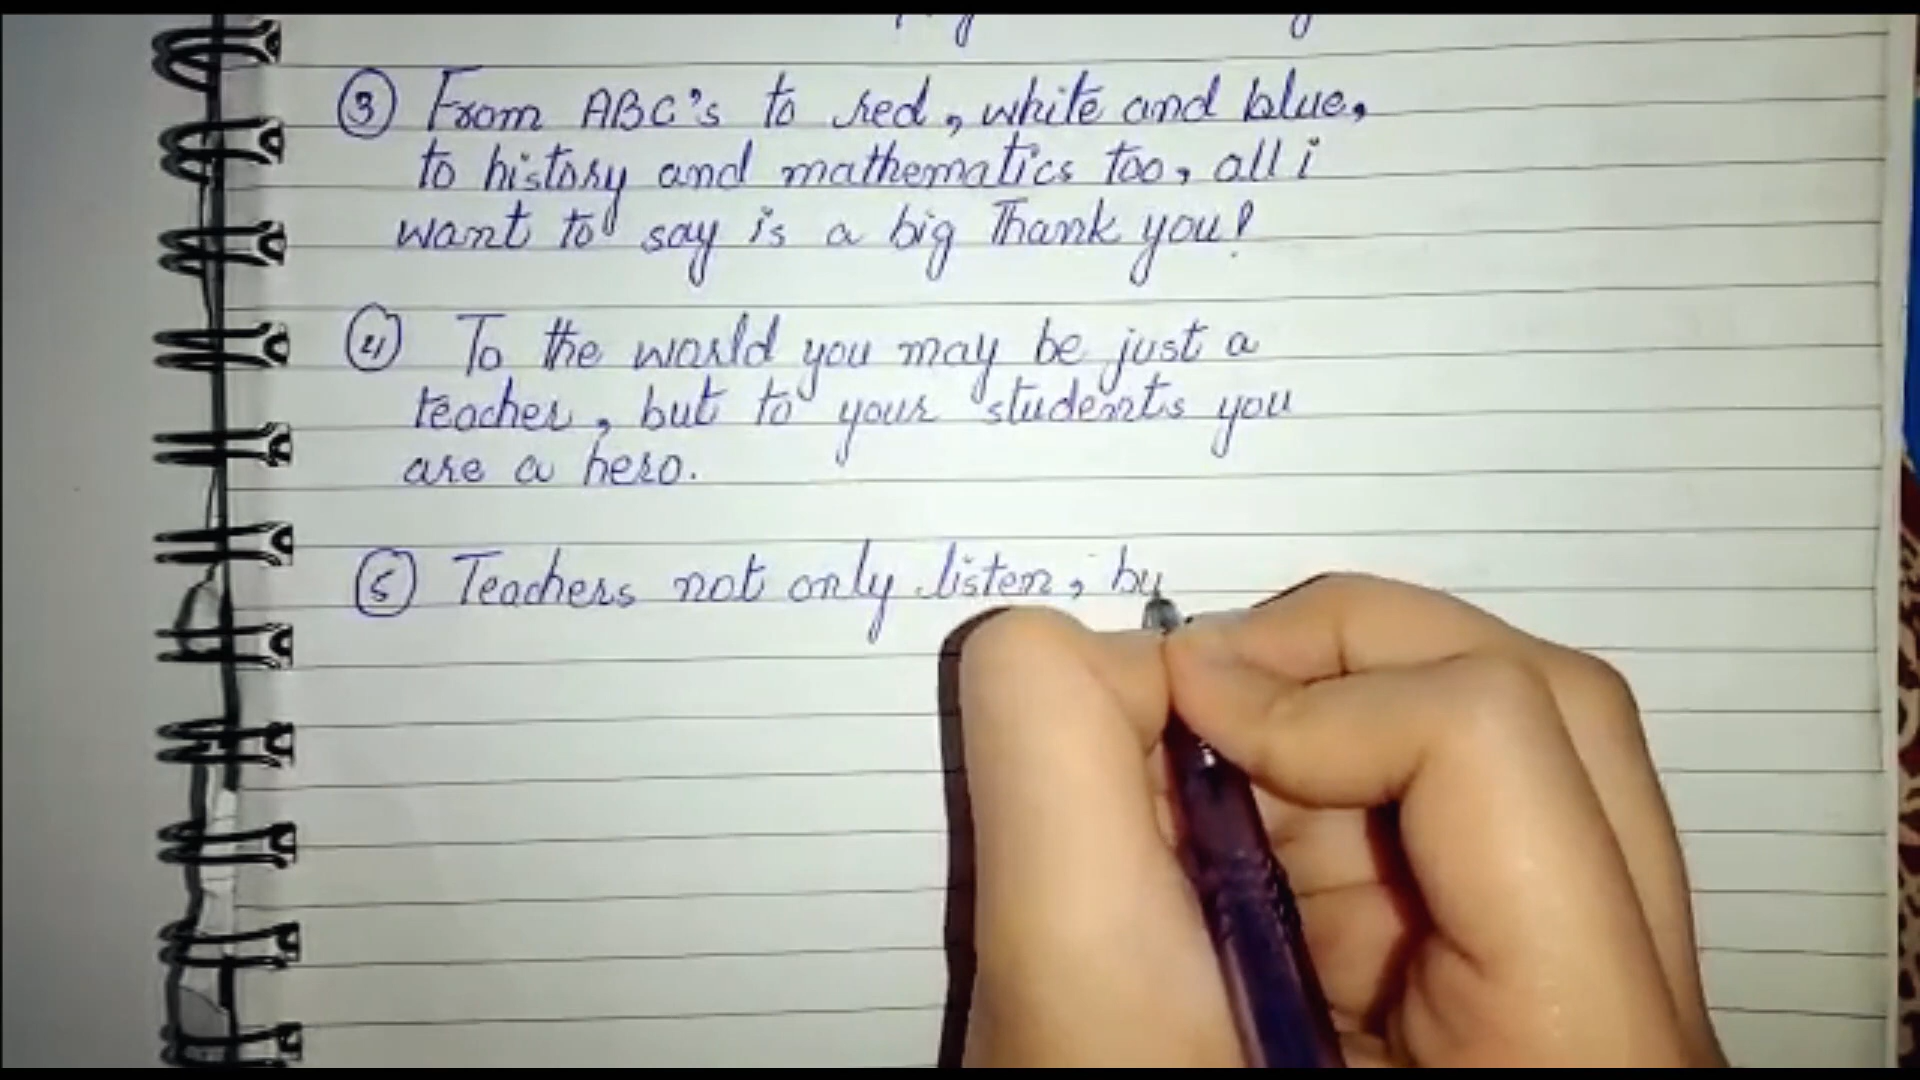 ③ From ABC's to red, white and blue,
to history and mathematics too, all i
want to say is a big Thank you!
④ To the world you may be just a
teacher, but to your students you
are a hero.
⑤ Teachers not only listen, bu